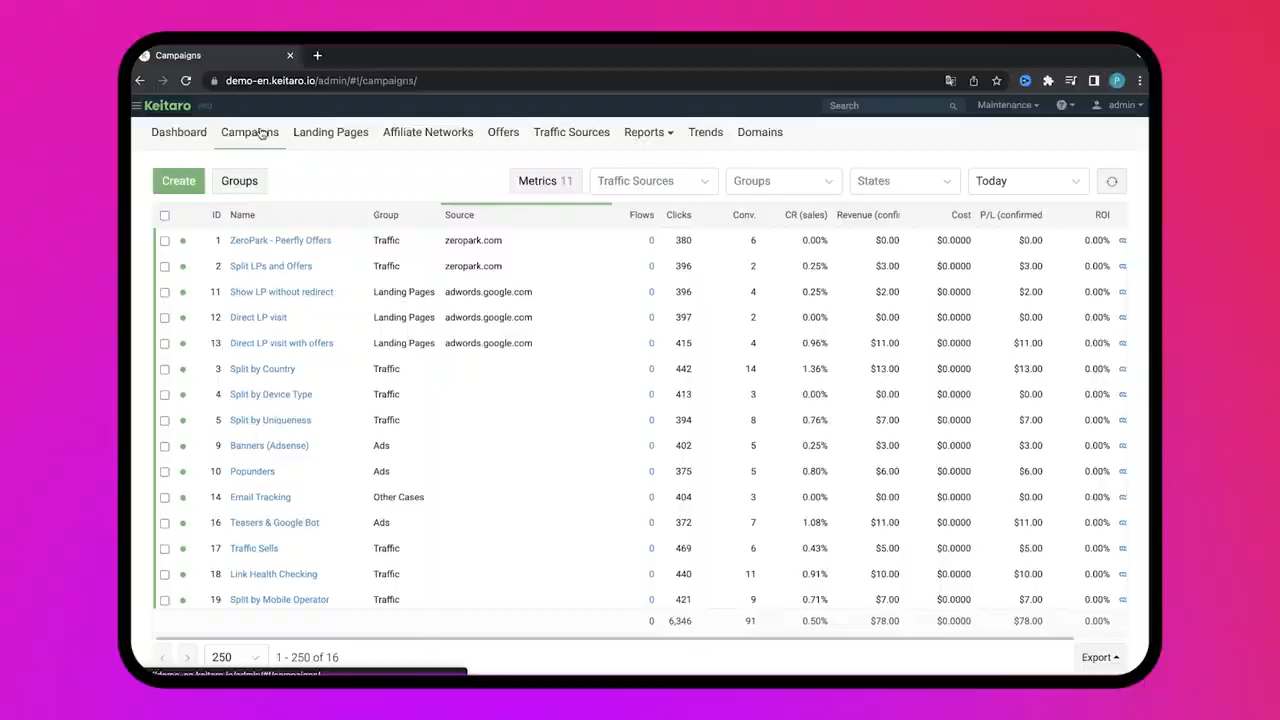 Campaigns
demo-en.keitaro.io/admin/#!/campaigns/
Keitaro PRO Search Maintenance admin
Dashboard Campaigns Landing Pages Affiliate Networks Offers Traffic Sources Reports Trends Domains
Create Groups Metrics 11 Traffic Sources Groups States Today
ID Name Group Source Flows Clicks Conv. CR (sales) Revenue (confi Cost P/L (confirmed ROI
1 ZeroPark - Peerfly Offers Traffic zeropark.com 0 380 6 0.00% $0.00 $0.0000 $0.00 0.00%
2 Split LPs and Offers Traffic zeropark.com 0 396 2 0.25% $3.00 $0.0000 $3.00 0.00%
11 Show LP without redirect Landing Pages adwords.google.com 0 396 4 0.25% $2.00 $0.0000 $2.00 0.00%
12 Direct LP visit Landing Pages adwords.google.com 0 397 2 0.00% $0.00 $0.0000 $0.00 0.00%
13 Direct LP visit with offers Landing Pages adwords.google.com 0 415 4 0.96% $11.00 $0.0000 $11.00 0.00%
3 Split by Country Traffic 0 442 14 1.36% $13.00 $0.0000 $13.00 0.00%
4 Split by Device Type Traffic 0 413 3 0.00% $0.00 $0.0000 $0.00 0.00%
5 Split by Uniqueness Traffic 0 394 8 0.76% $7.00 $0.0000 $7.00 0.00%
9 Banners (Adsense) Ads 0 402 5 0.25% $3.00 $0.0000 $3.00 0.00%
10 Popunders Ads 0 375 5 0.80% $6.00 $0.0000 $6.00 0.00%
14 Email Tracking Other Cases 0 404 3 0.00% $0.00 $0.0000 $0.00 0.00%
16 Teasers & Google Bot Ads 0 372 7 1.08% $11.00 $0.0000 $11.00 0.00%
17 Traffic Sells Traffic 0 469 6 0.43% $5.00 $0.0000 $5.00 0.00%
18 Link Health Checking Traffic 0 440 11 0.91% $10.00 $0.0000 $10.00 0.00%
19 Split by Mobile Operator Traffic 0 421 9 0.71% $7.00 $0.0000 $7.00 0.00%
0 6,346 91 0.50% $78.00 $0.0000 $78.00 0.00%
250 1 - 250 of 16 Export
demo-en.keitaro.io/admin/#!/campaigns/